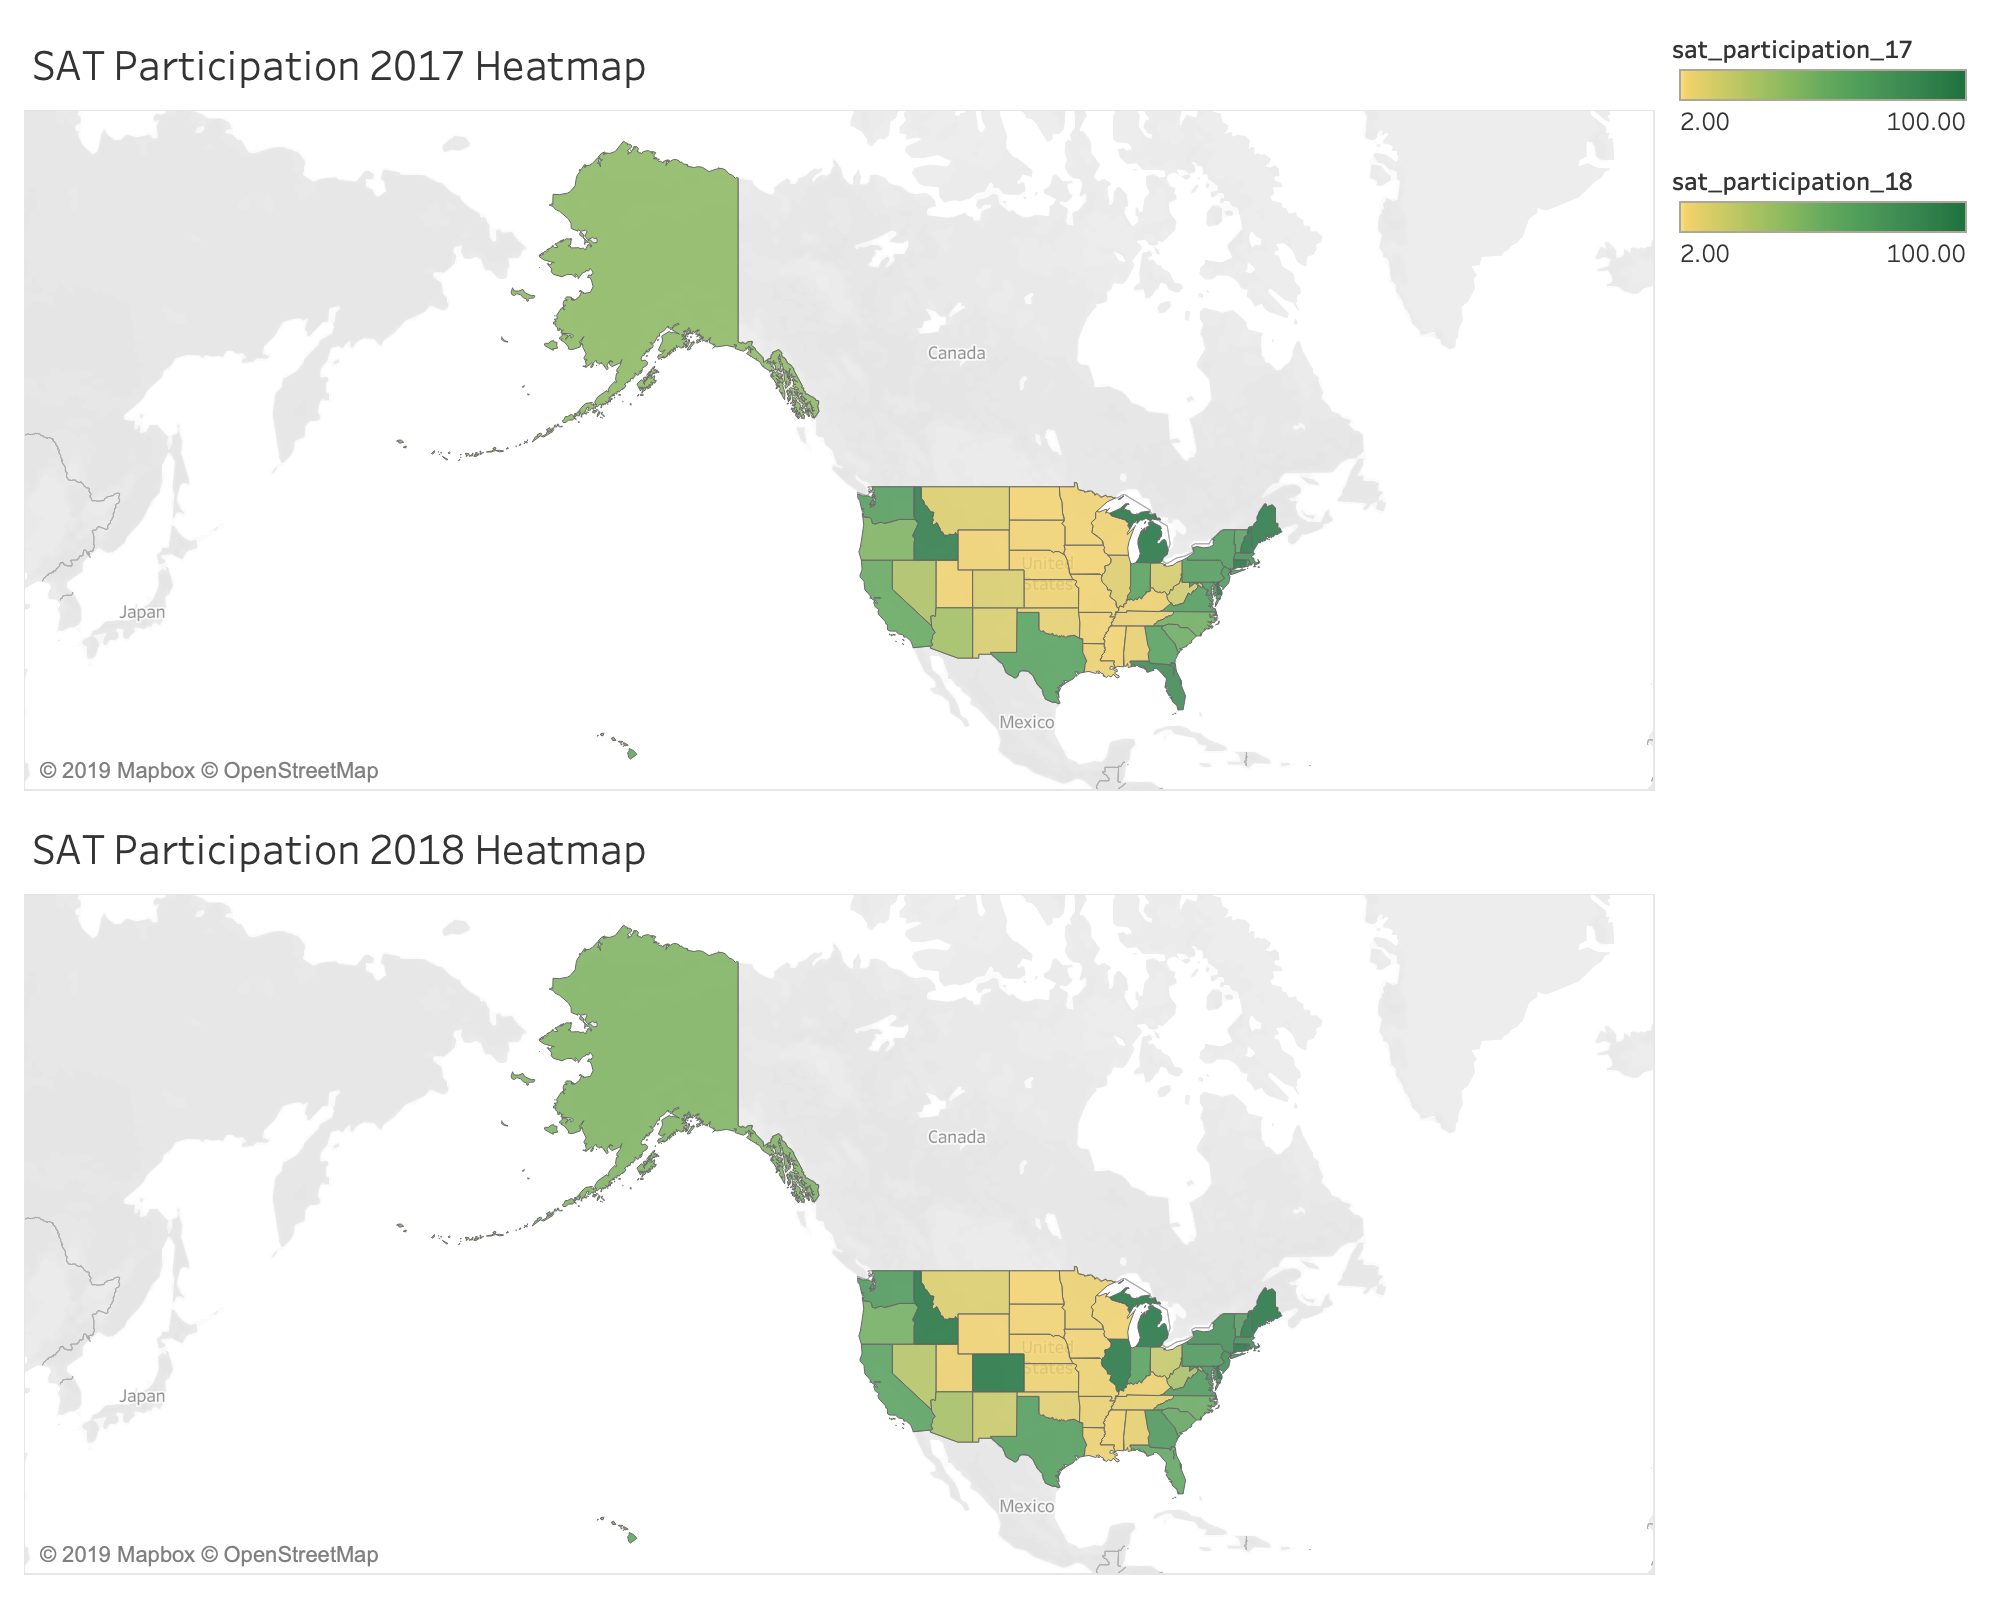 SAT Participation 2017 Heatmap
sat_participation_17
2.00 100.00
sat_participation_18
2.00 100.00
Canada
United
States
Japan
Mexico
© 2019 Mapbox © OpenStreetMap
SAT Participation 2018 Heatmap
Canada
United
States
Japan
Mexico
© 2019 Mapbox © OpenStreetMap